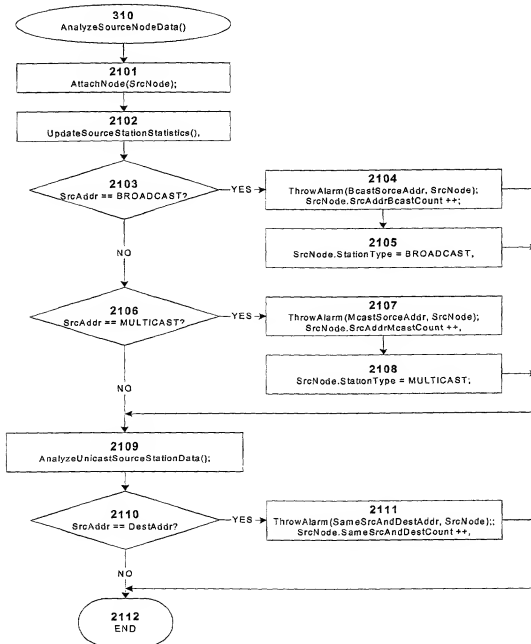 310
AnalyzeSourceNodeData()
2101
AttachNode(SrcNode);
2102
UpdateSourceStationStatistics(),
2103
SrcAddr == BROADCAST?
YES
2104
ThrowAlarm(BcastSorceAddr, SrcNode);
SrcNode.SrcAddrBcastCount ++;
2105
SrcNode.StationType = BROADCAST,
NO
2106
SrcAddr == MULTICAST?
YES
2107
ThrowAlarm(McastSorceAddr, SrcNode);
SrcNode.SrcAddrMcastCount ++,
2108
SrcNode.StationType = MULTICAST;
NO
2109
AnalyzeUnicastSourceStationData();
2110
SrcAddr == DestAddr?
YES
2111
ThrowAlarm(SameSrcAndDestAddr, SrcNode);;
SrcNode.SameSrcAndDestCount ++,
NO
2112
END